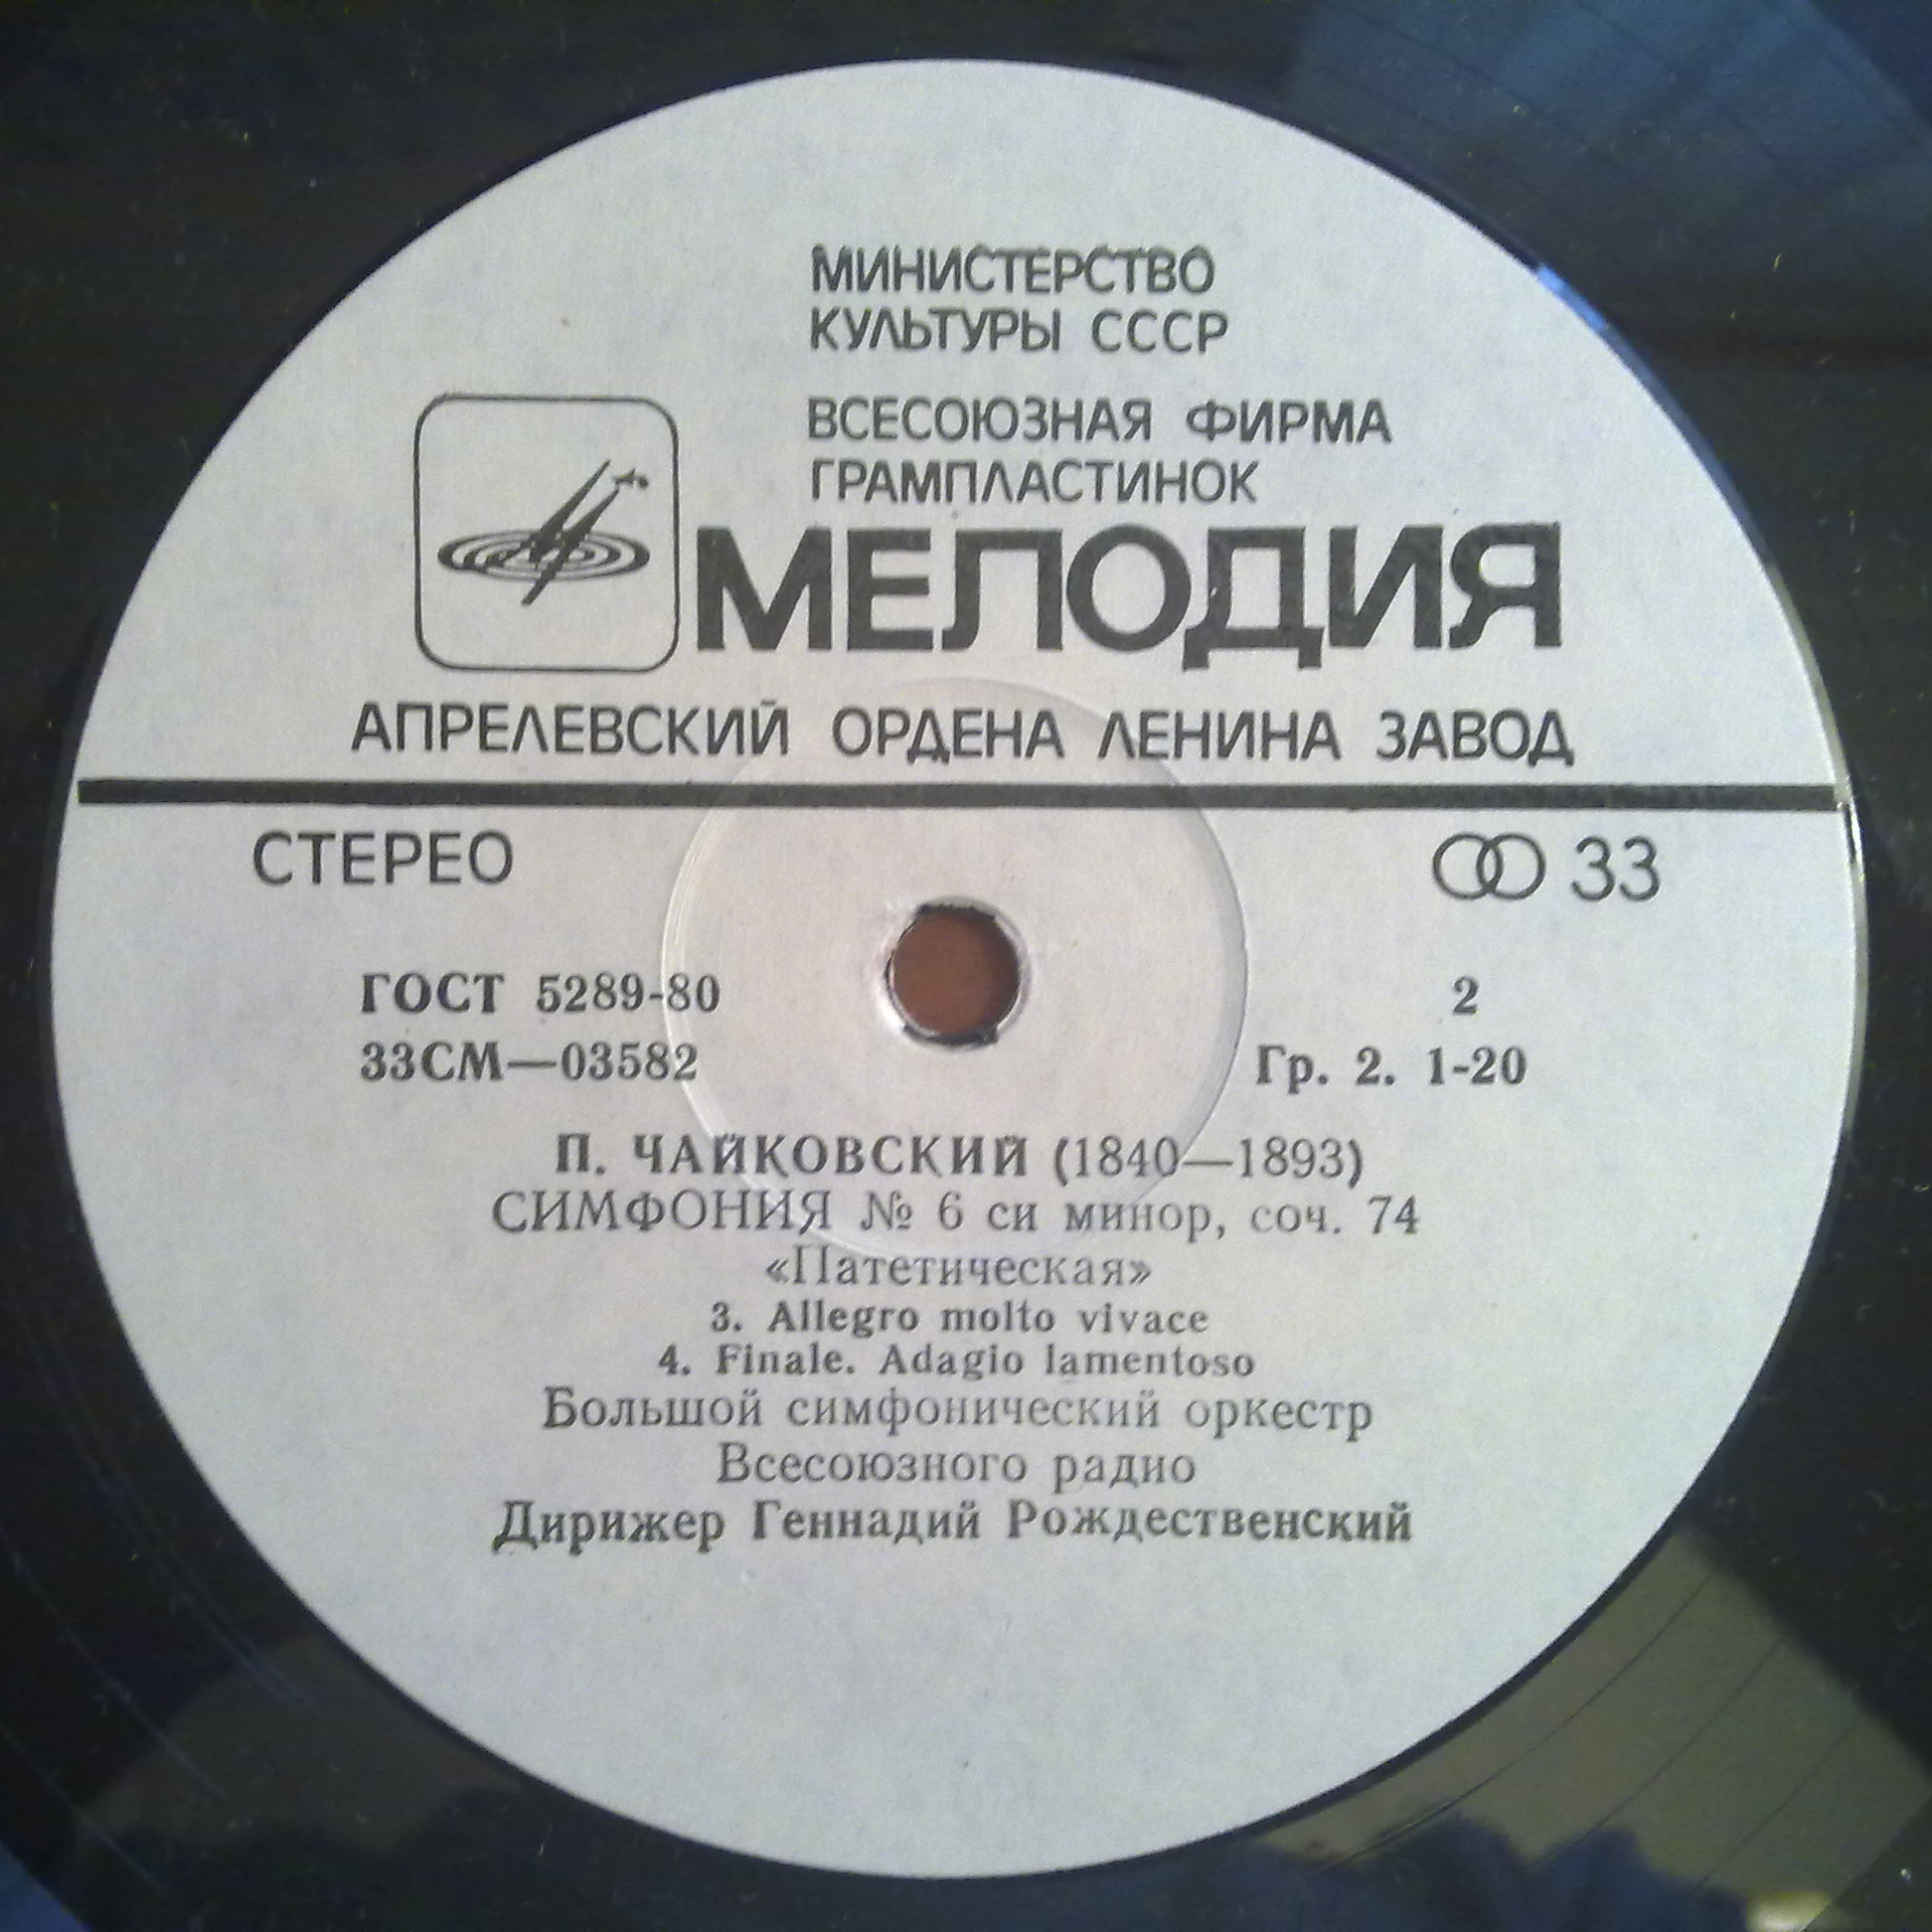 МИНИСТЕРСТВО
КУЛЬТУРЫ СССР
ВСЕСОЮЗНАЯ ФИРМА
ГРАМПЛАСТИНОК
МЕЛОДИЯ
АПРЕЛЕВСКИЙ ОРДЕНА ЛЕНИНА ЗАВОД
СТЕРЕО 33
ГОСТ 5289-80 2
33СМ—03582 Гр. 2. 1-20
П. ЧАЙКОВСКИЙ (1840—1893)
СИМФОНИЯ № 6 си минор, соч. 74
«Патетическая»
3. Allegro molto vivace
4. Finale. Adagio lamentoso
Большой симфонический оркестр
Всесоюзного радио
Дирижер Геннадий Рождественский